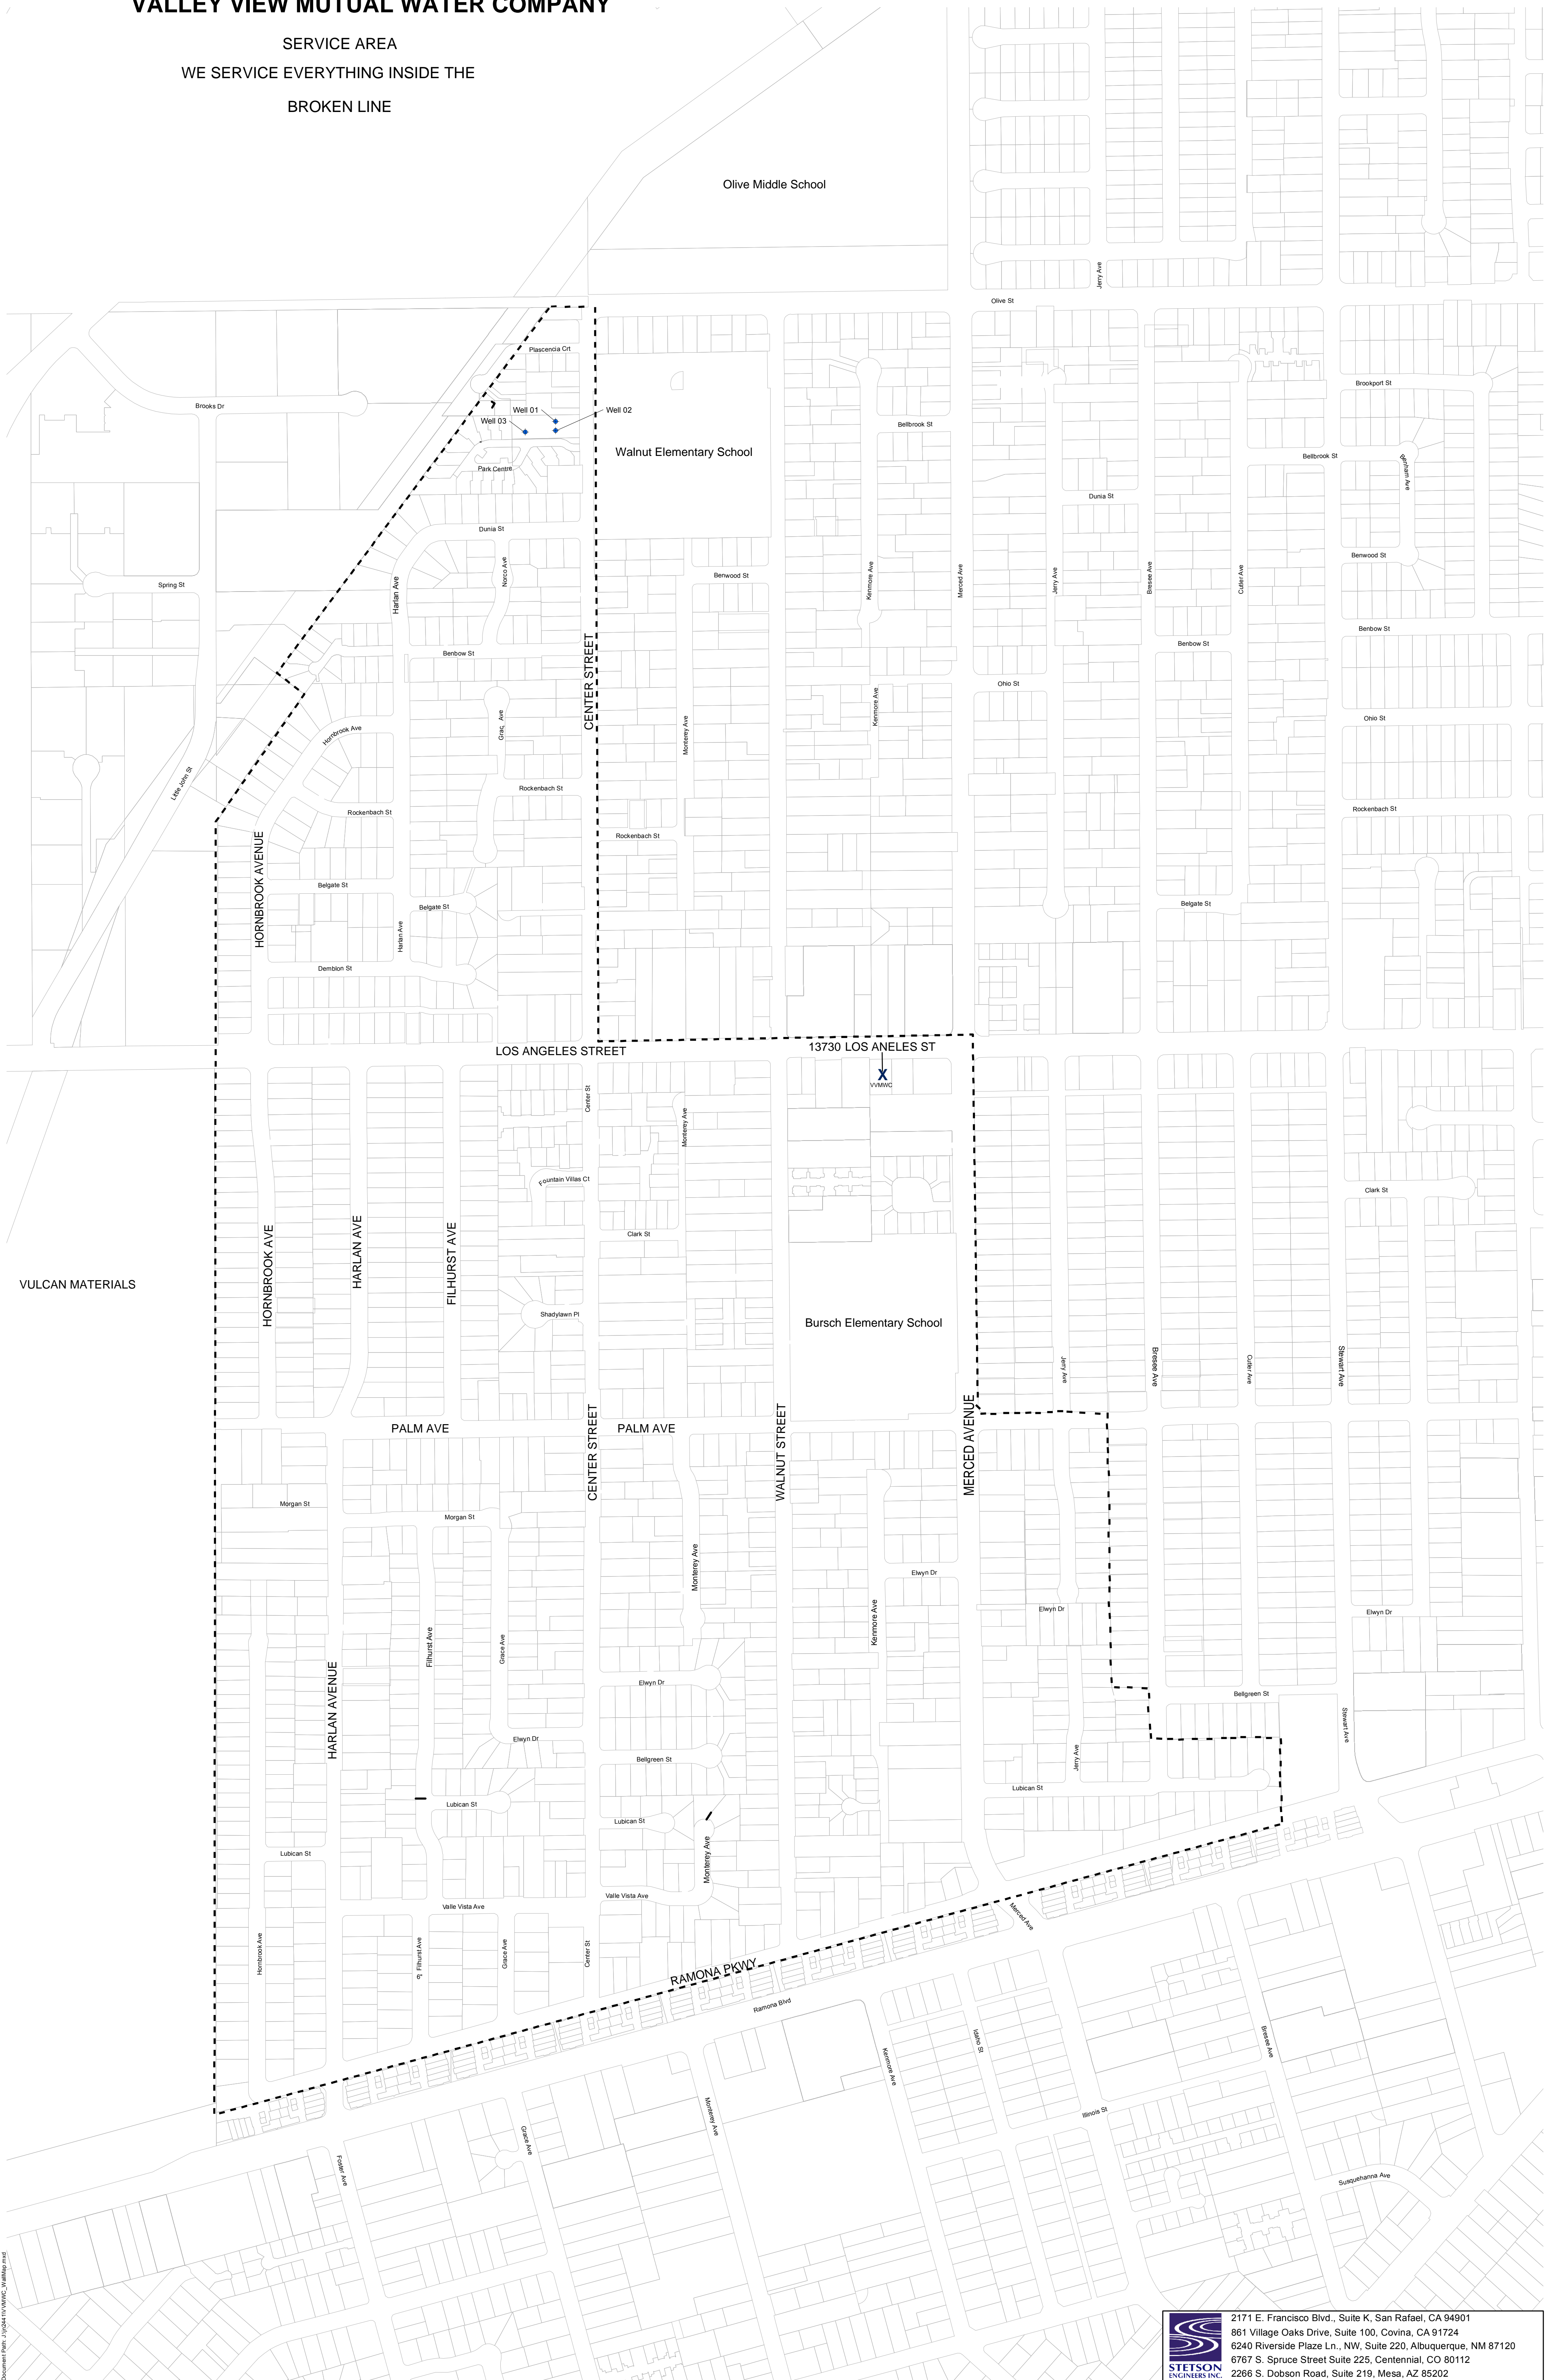 VALLEY VIEW MUTUAL WATER COMPANY
SERVICE AREA
WE SERVICE EVERYTHING INSIDE THE
BROKEN LINE
Olive Middle School
Jerry Ave
Olive St
Plascencia Crt
Brooks Dr
Brookport St
Well 01
Well 02
Well 03
Bellbrook St
Walnut Elementary School
Bellbrook St
Benham Ave
Park Centre
Dunia St
Dunia St
Benwood St
Norco Ave
Benwood St
Spring St
Harlan Ave
Kenmore Ave
Merced Ave
Jerry Ave
Bresee Ave
Cutler Ave
Benbow St
Benbow St
Benbow St
CENTER STREET
Ohio St
Kenmore Ave
Ohio St
Ave
Monterey Ave
Hornbrook Ave
Little John St
Rockenbach St
Rockenbach St
Rockenbach St
Rockenbach St
HORNBROOK AVENUE
Belgate St
Belgate St
Belgate St
Harlan Ave
Demblon St
LOS ANGELES STREET
13730 LOS ANELES ST
X
VVMWC
Center St
Monterey Ave
Fountain Villas Ct
Clark St
Clark St
HORNBROOK AVE
HARLAN AVE
FILHURST AVE
VULCAN MATERIALS
Shadylawn Pl
Bursch Elementary School
Jerry Ave
Bresee Ave
Cutler Ave
Stewart Ave
PALM AVE
PALM AVE
CENTER STREET
WALNUT STREET
MERCED AVENUE
Morgan St
Morgan St
Monterey Ave
Elwyn Dr
Elwyn Dr
Elwyn Dr
Kenmore Ave
Filhurst Ave
Grace Ave
HARLAN AVENUE
Elwyn Dr
Bellgreen St
Stewart Ave
Elwyn Dr
Bellgreen St
Jerry Ave
Lubican St
Lubican St
Lubican St
Monterey Ave
Lubican St
Valle Vista Ave
Valle Vista Ave
Merced Ave
Hornbrook Ave
Filhurst Ave
Grace Ave
Center St
RAMONA PKWY
Ramona Blvd
Idaho St
Bresee Ave
Kenmore Ave
Monterey Ave
Illinois St
Grace Ave
Foster Ave
Susquehanna Ave
Document Path: J:\jn2441\VVMWC_WallMap.mxd
STETSON
ENGINEERS INC.
2171 E. Francisco Blvd., Suite K, San Rafael, CA 94901
861 Village Oaks Drive, Suite 100, Covina, CA 91724
6240 Riverside Plaze Ln., NW, Suite 220, Albuquerque, NM 87120
6767 S. Spruce Street Suite 225, Centennial, CO 80112
2266 S. Dobson Road, Suite 219, Mesa, AZ 85202